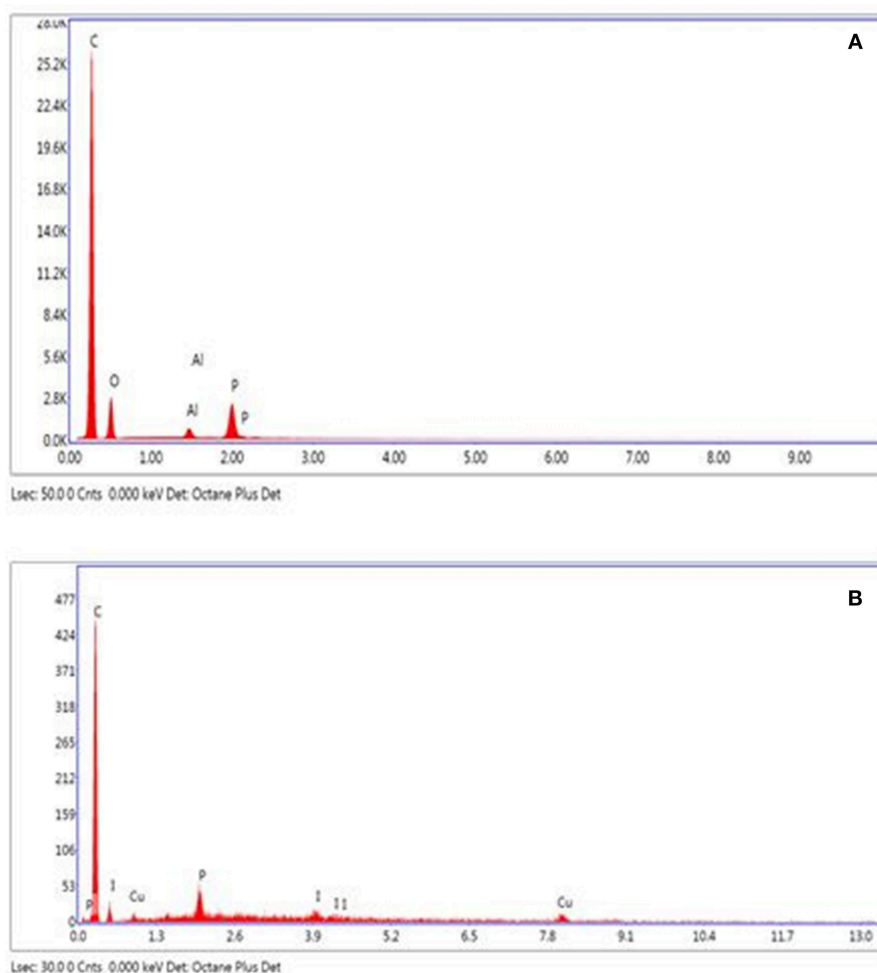 A
28.0K
C
25.2K
22.4K
19.6K
16.8K
14.0K
11.2K
8.4K
5.6K
Al
2.8K
O
P
Al
P
0.0K
0.00 1.00 2.00 3.00 4.00 5.00 6.00 7.00 8.00 9.00
Lsec: 50.0 0 Cnts 0.000 keV Det: Octane Plus Det
B
477
C
424
371
318
265
212
159
106
53
P
I
Cu
P
I
I I
Cu
0
0.0 1.3 2.6 3.9 5.2 6.5 7.8 9.1 10.4 11.7 13.0
Lsec: 30.0 0 Cnts 0.000 keV Det: Octane Plus Det